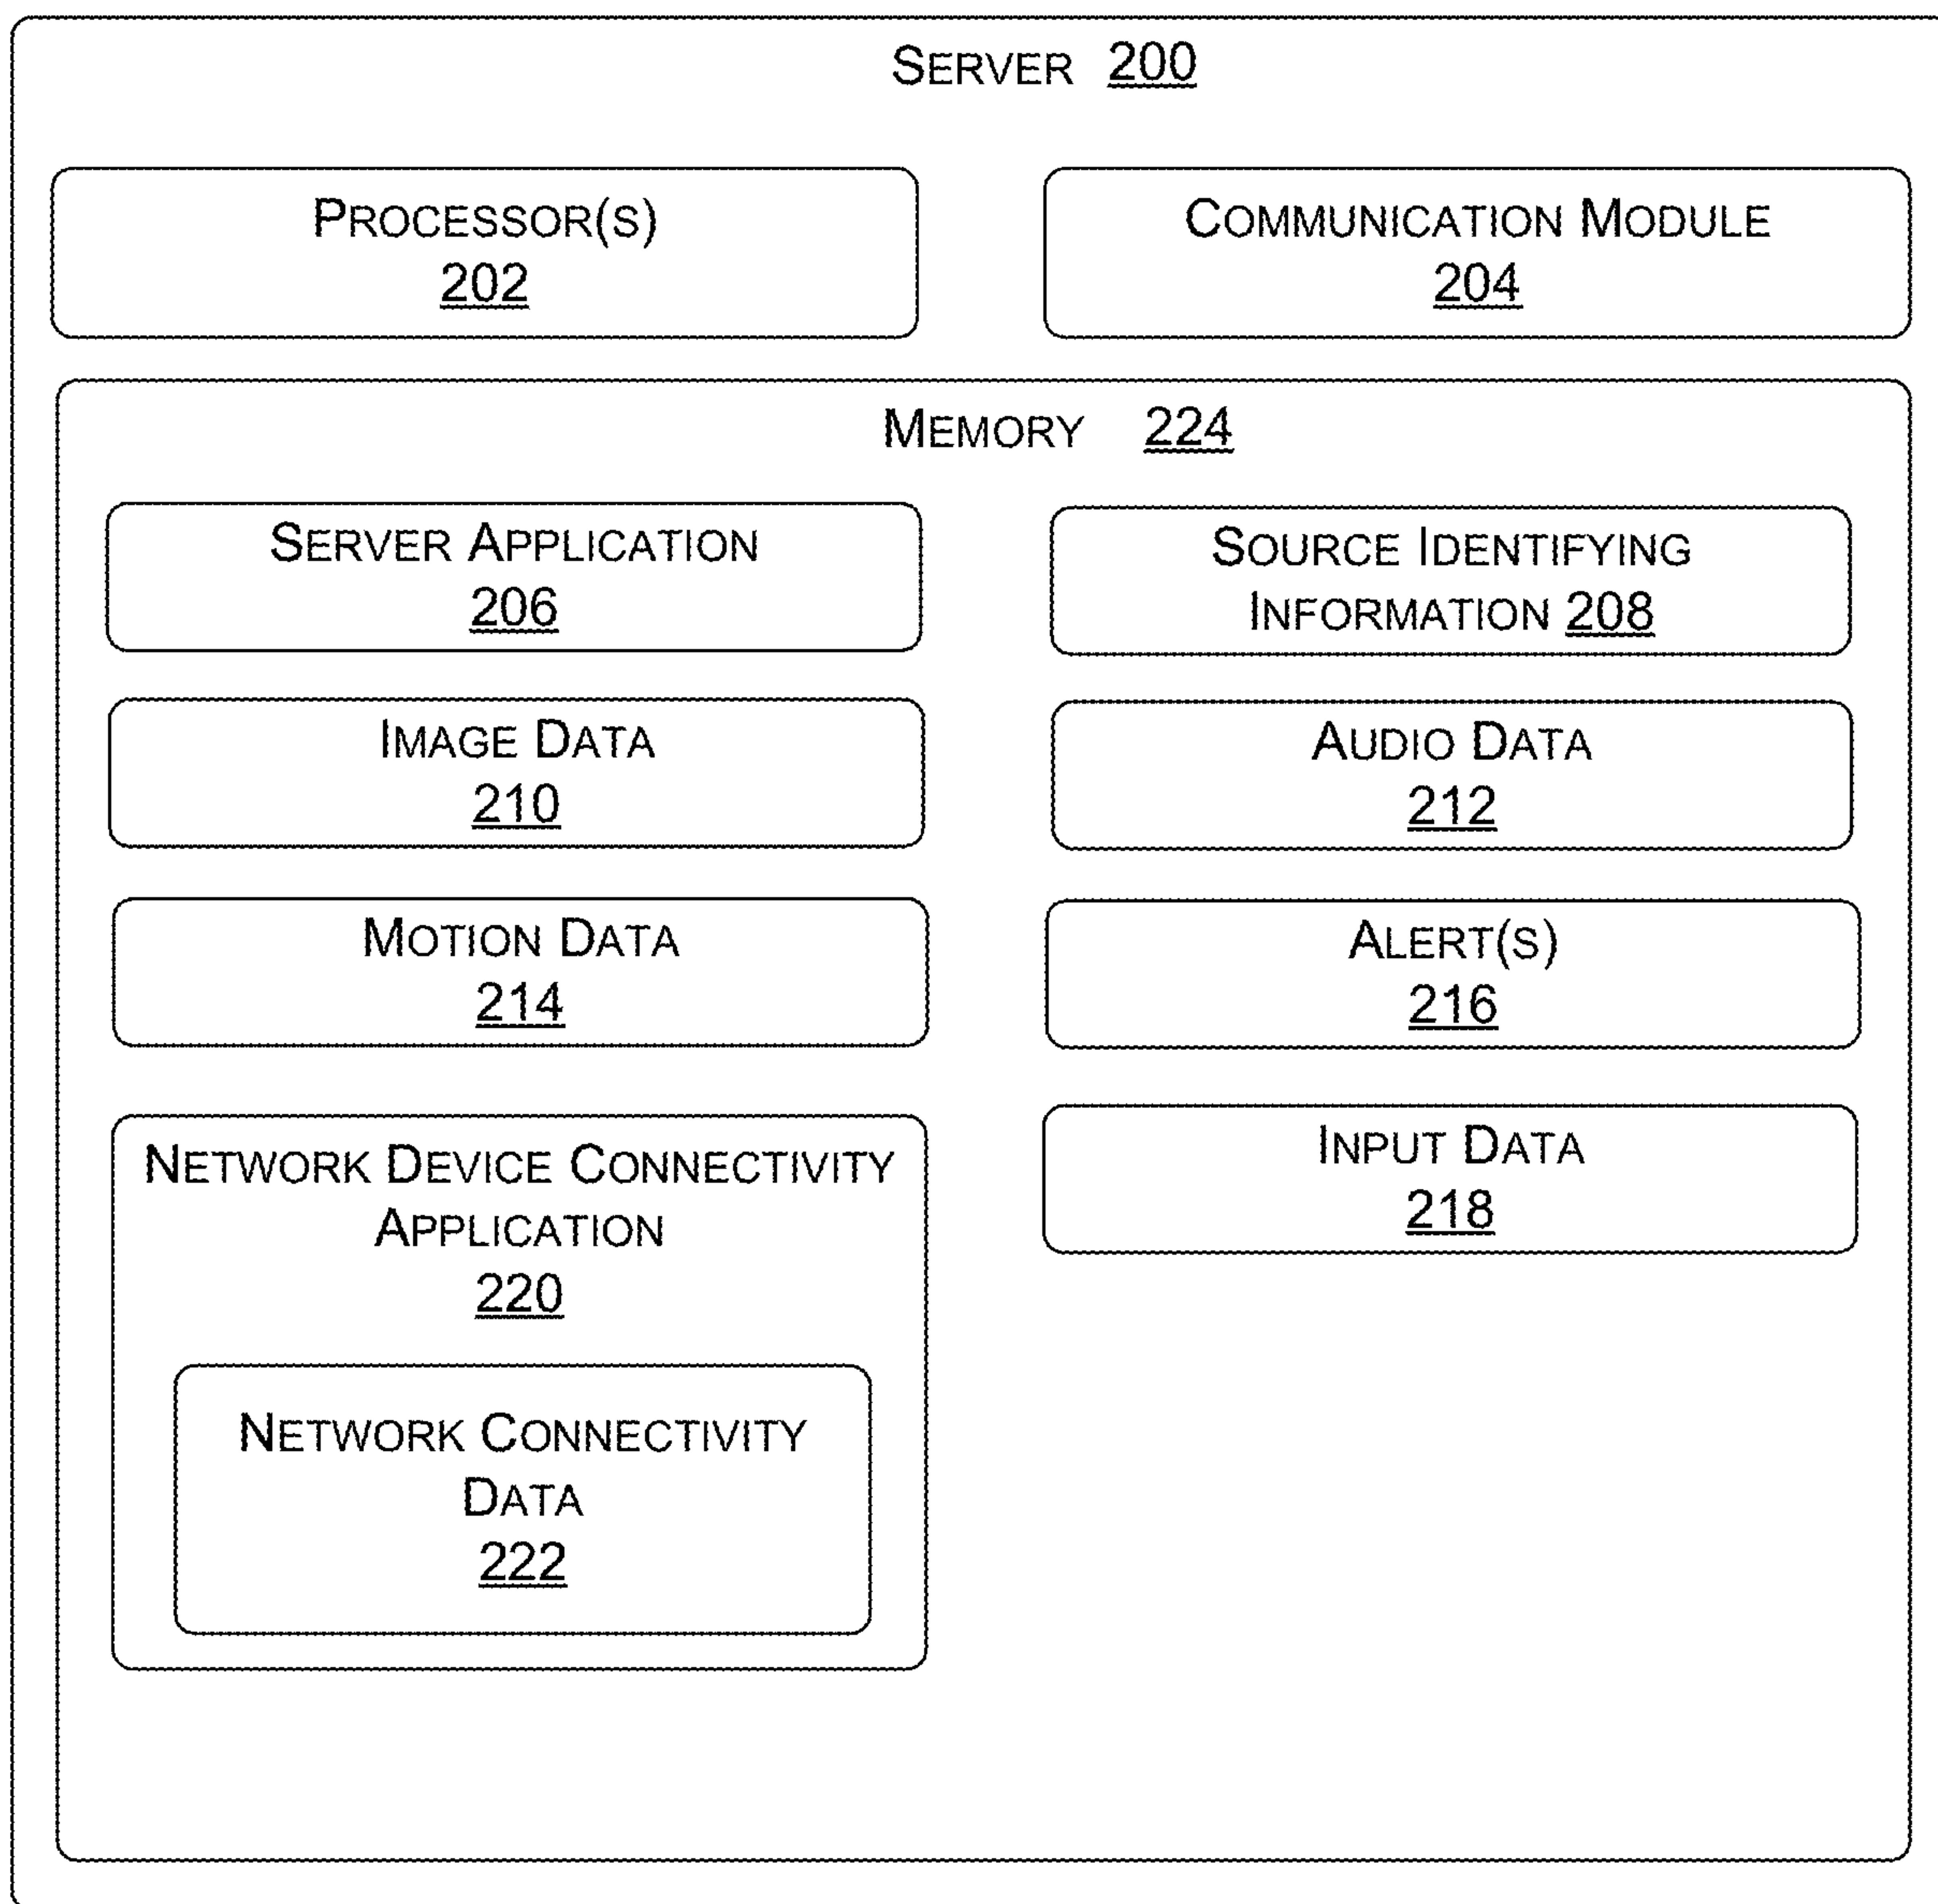 SERVER 200
PROCESSOR(S)
202
COMMUNICATION MODULE
204
MEMORY 224
SERVER APPLICATION
206
SOURCE IDENTIFYING
INFORMATION 208
IMAGE DATA
210
AUDIO DATA
212
MOTION DATA
214
ALERT(S)
216
NETWORK DEVICE CONNECTIVITY
APPLICATION
220
INPUT DATA
218
NETWORK CONNECTIVITY
DATA
222